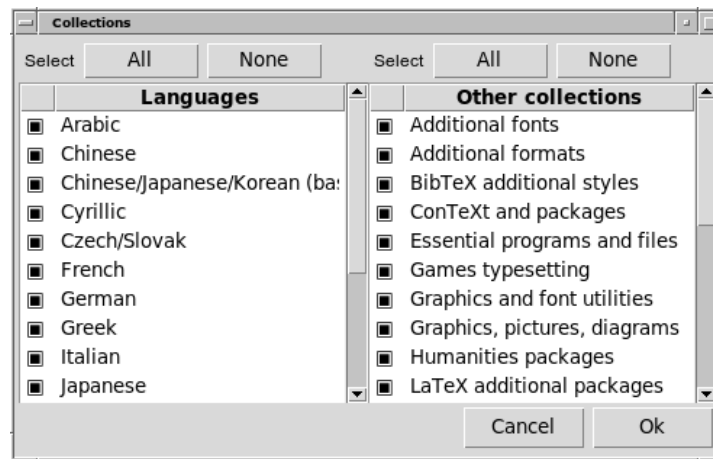 Collections
Select All None Select All None
Languages
Arabic
Chinese
Chinese/Japanese/Korean (bas
Cyrillic
Czech/Slovak
French
German
Greek
Italian
Japanese
Other collections
Additional fonts
Additional formats
BibTeX additional styles
ConTeXt and packages
Essential programs and files
Games typesetting
Graphics and font utilities
Graphics, pictures, diagrams
Humanities packages
LaTeX additional packages
Cancel Ok